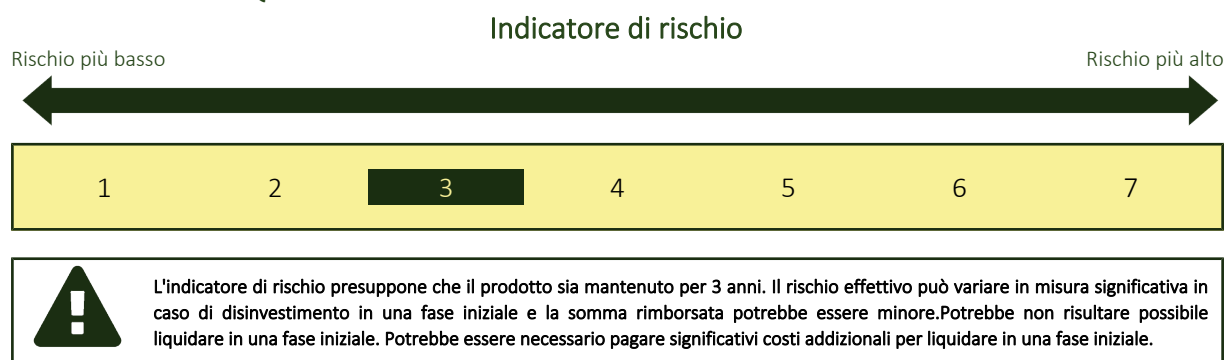 Indicatore di rischio
Rischio più basso
Rischio più alto
1 2 3 4 5 6 7
L'indicatore di rischio presuppone che il prodotto sia mantenuto per 3 anni. Il rischio effettivo può variare in misura significativa in
caso di disinvestimento in una fase iniziale e la somma rimborsata potrebbe essere minore.Potrebbe non risultare possibile
liquidare in una fase iniziale. Potrebbe essere necessario pagare significativi costi addizionali per liquidare in una fase iniziale.